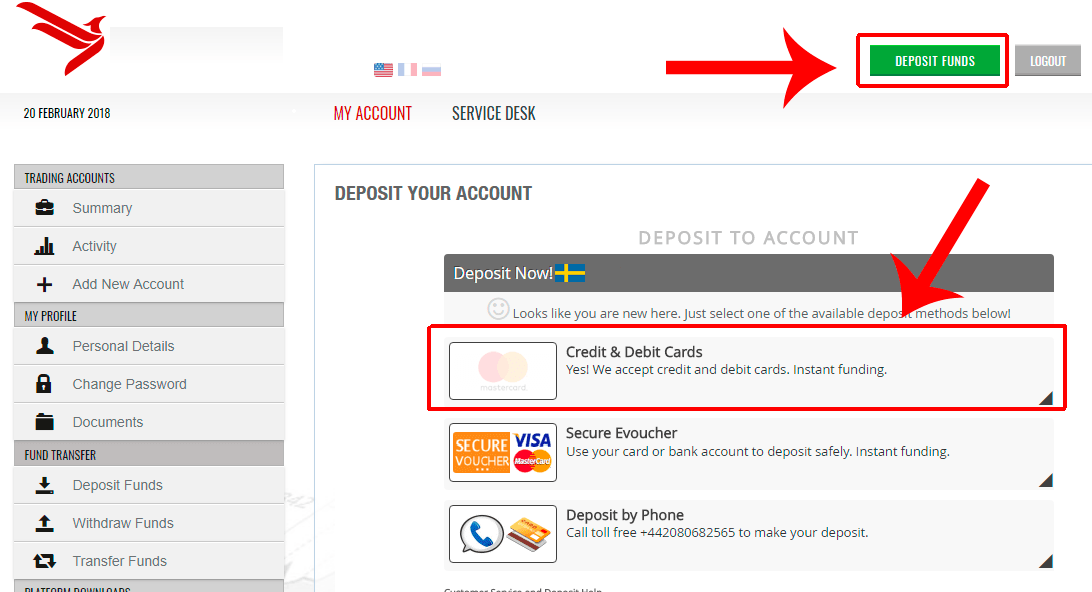 DEPOSIT FUNDS
LOGOUT
20 FEBRUARY 2018
MY ACCOUNT
SERVICE DESK
TRADING ACCOUNTS
Summary
Activity
Add New Account
MY PROFILE
Personal Details
Change Password
Documents
FUND TRANSFER
Deposit Funds
Withdraw Funds
Transfer Funds
PLATFORM DOWNLOADS
DEPOSIT YOUR ACCOUNT
DEPOSIT TO ACCOUNT
Deposit Now!
Looks like you are new here. Just select one of the available deposit methods below!
mastercard
Credit & Debit Cards
Yes! We accept credit and debit cards. Instant funding.
SECURE VOUCHER
VISA
MasterCard
Secure Evoucher
Use your card or bank account to deposit safely. Instant funding.
Deposit by Phone
Call toll free +442080682565 to make your deposit.
Customer Service and Deposit Help